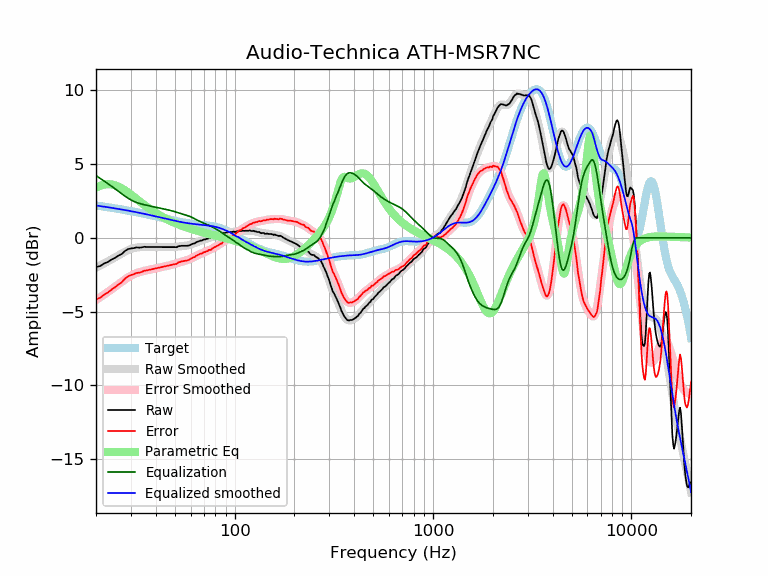 Audio-Technica ATH-MSR7NC
Amplitude (dBr)
10
5
0
−5
−10
−15
Target
Raw Smoothed
Error Smoothed
Raw
Error
Parametric Eq
Equalization
Equalized smoothed
100 1000 10000
Frequency (Hz)